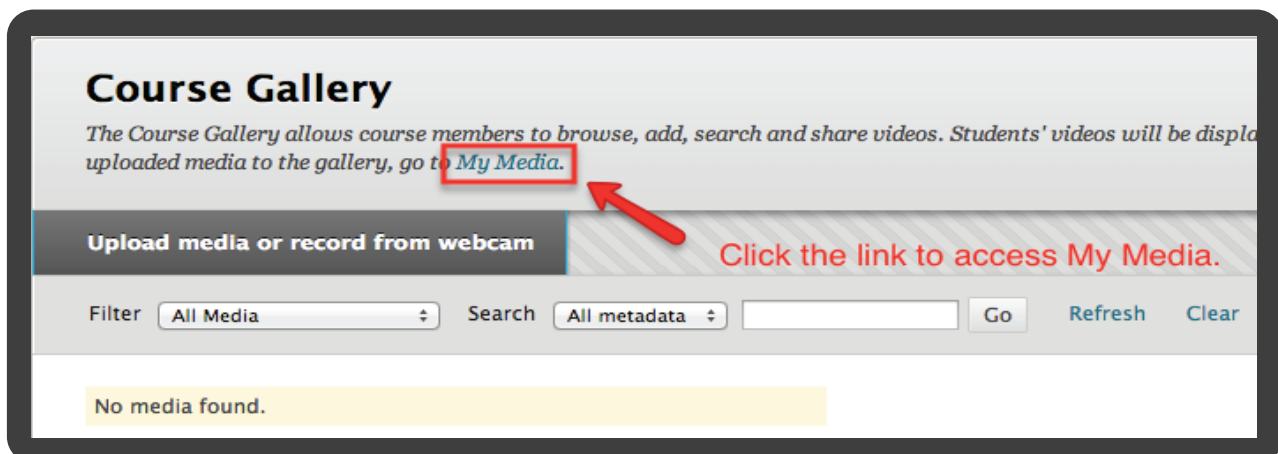 Course Gallery
The Course Gallery allows course members to browse, add, search and share videos. Students' videos will be displa
uploaded media to the gallery, go to My Media.
Upload media or record from webcam
Click the link to access My Media.
Filter All Media Search All metadata Go Refresh Clear
No media found.